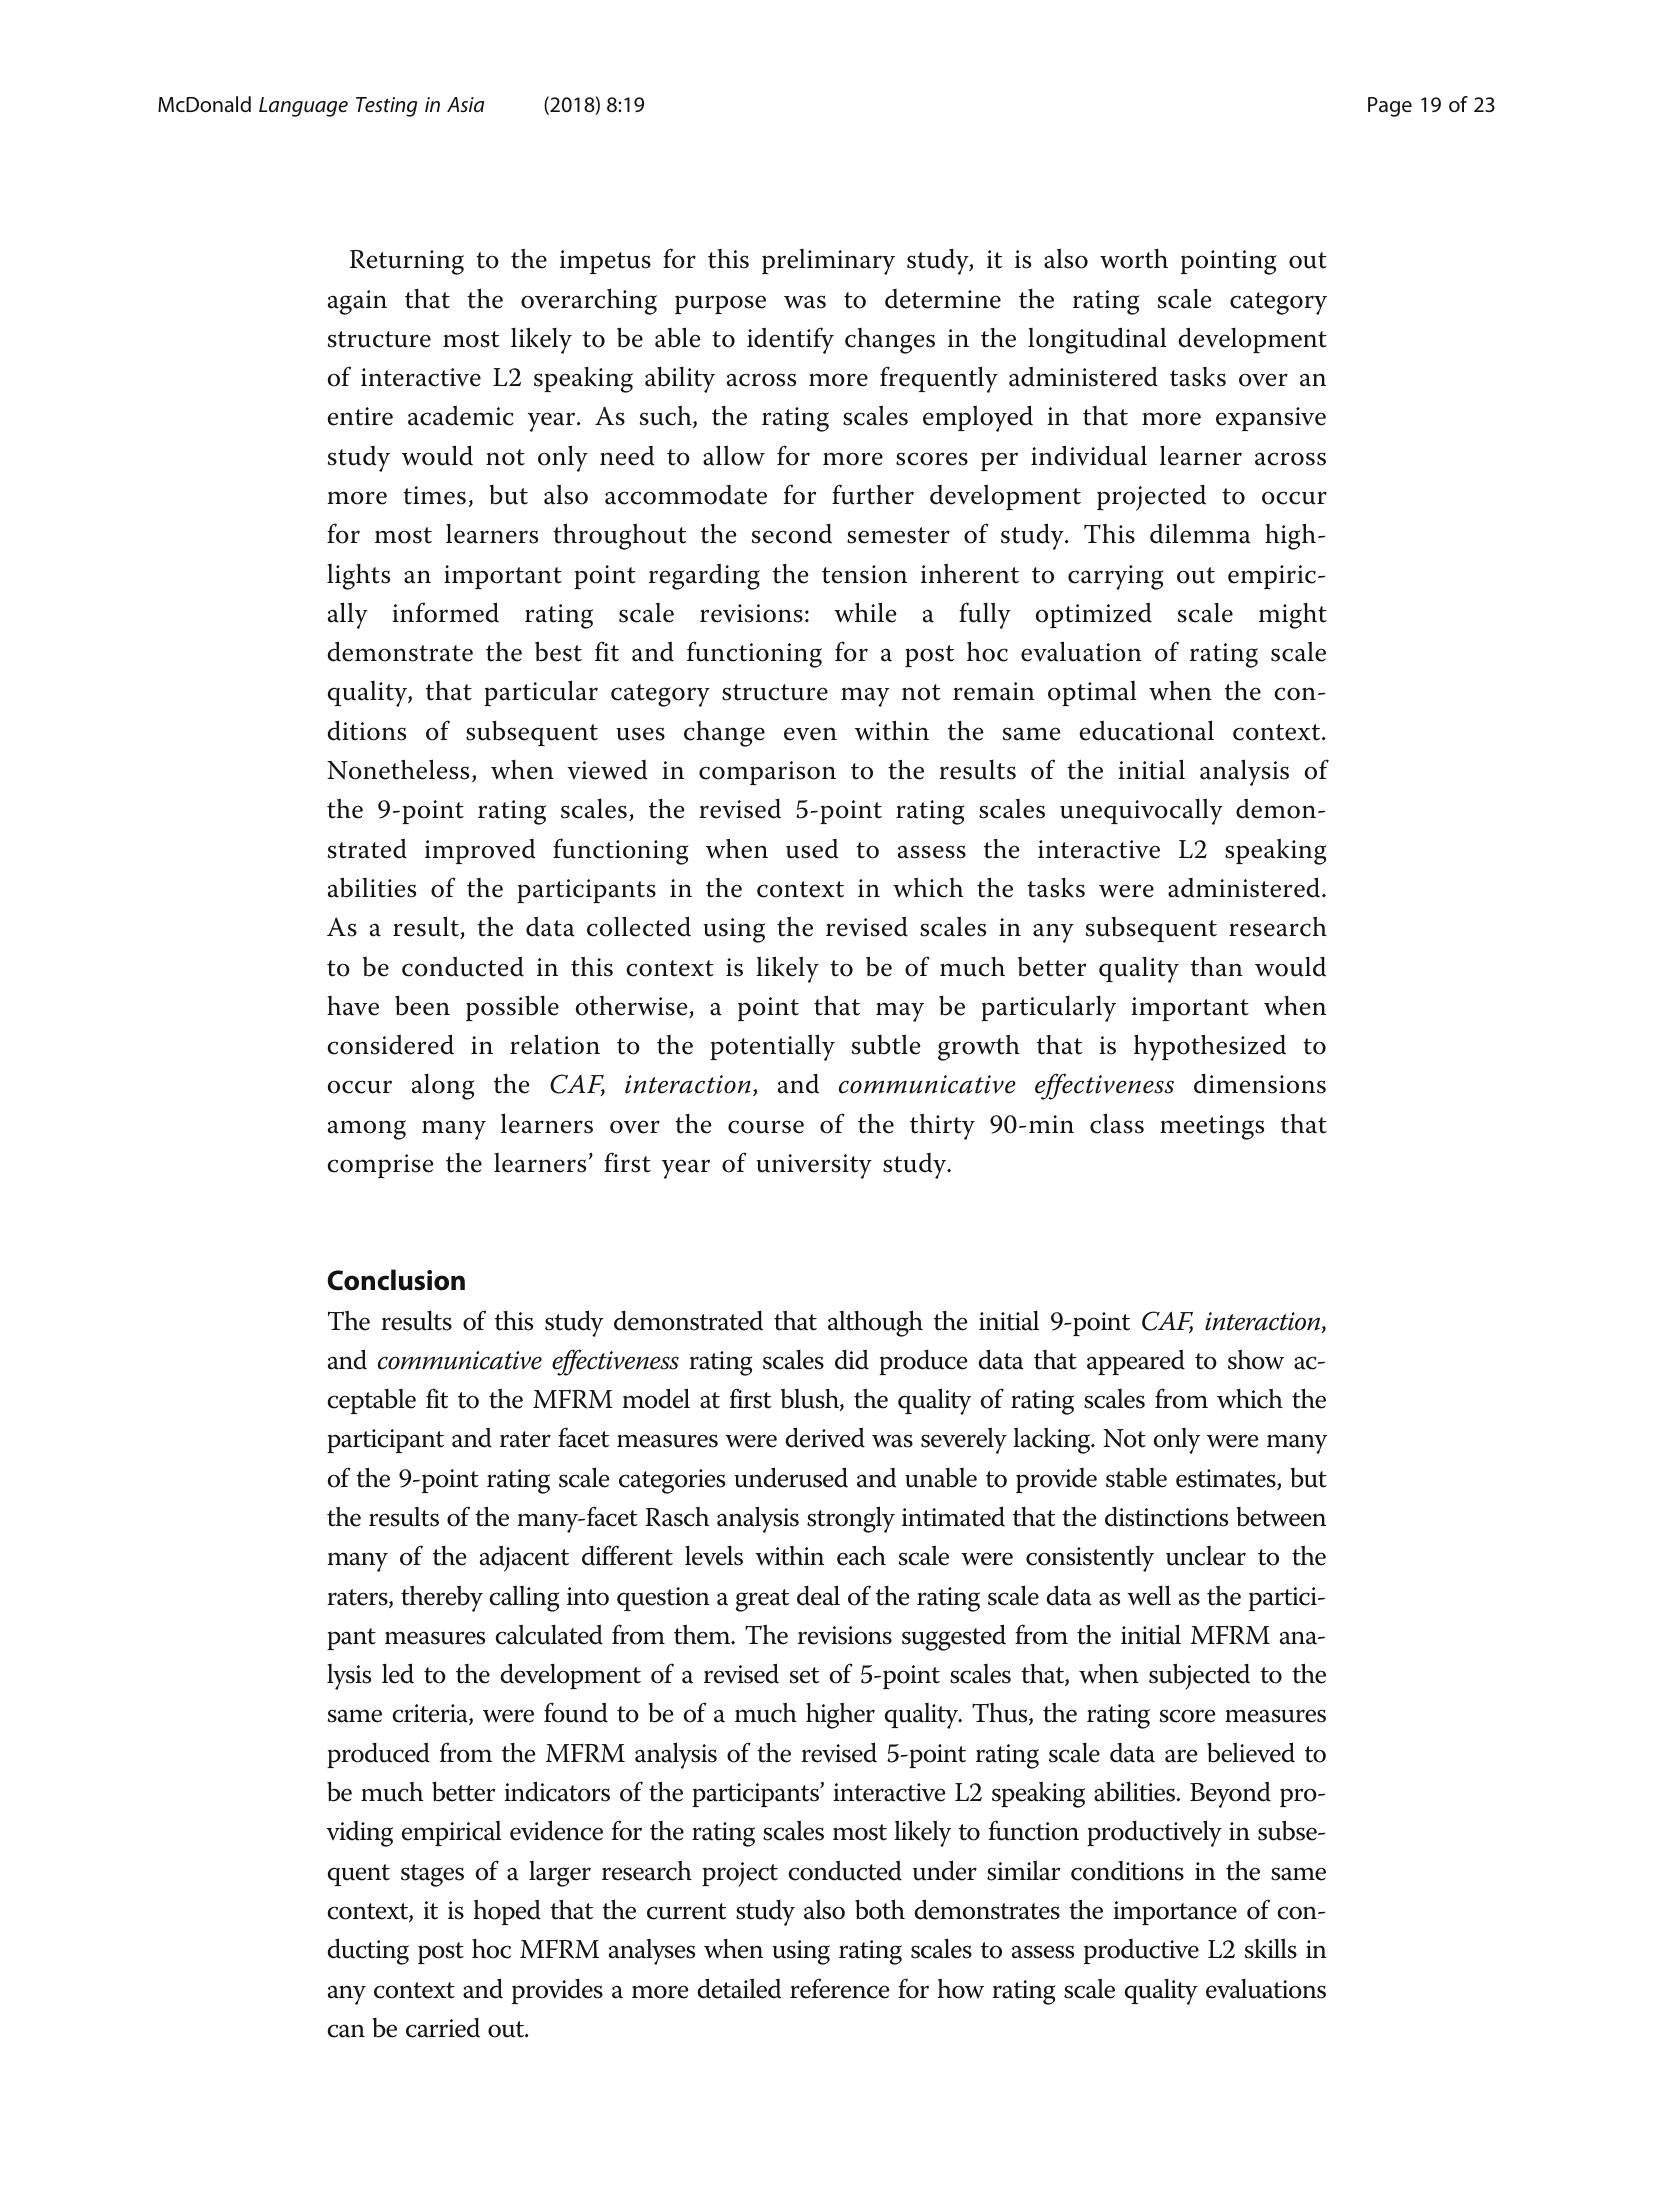 McDonald Language Testing in Asia (2018) 8:19 Page 19 of 23
Returning to the impetus for this preliminary study, it is also worth pointing out
again that the overarching purpose was to determine the rating scale category
structure most likely to be able to identify changes in the longitudinal development
of interactive L2 speaking ability across more frequently administered tasks over an
entire academic year. As such, the rating scales employed in that more expansive
study would not only need to allow for more scores per individual learner across
more times, but also accommodate for further development projected to occur
for most learners throughout the second semester of study. This dilemma high-
lights an important point regarding the tension inherent to carrying out empiric-
ally informed rating scale revisions: while a fully optimized scale might
demonstrate the best fit and functioning for a post hoc evaluation of rating scale
quality, that particular category structure may not remain optimal when the con-
ditions of subsequent uses change even within the same educational context.
Nonetheless, when viewed in comparison to the results of the initial analysis of
the 9-point rating scales, the revised 5-point rating scales unequivocally demon-
strated improved functioning when used to assess the interactive L2 speaking
abilities of the participants in the context in which the tasks were administered.
As a result, the data collected using the revised scales in any subsequent research
to be conducted in this context is likely to be of much better quality than would
have been possible otherwise, a point that may be particularly important when
considered in relation to the potentially subtle growth that is hypothesized to
occur along the CAF, interaction, and communicative effectiveness dimensions
among many learners over the course of the thirty 90-min class meetings that
comprise the learners’ first year of university study.
Conclusion
The results of this study demonstrated that although the initial 9-point CAF, interaction,
and communicative effectiveness rating scales did produce data that appeared to show ac-
ceptable fit to the MFRM model at first blush, the quality of rating scales from which the
participant and rater facet measures were derived was severely lacking. Not only were many
of the 9-point rating scale categories underused and unable to provide stable estimates, but
the results of the many-facet Rasch analysis strongly intimated that the distinctions between
many of the adjacent different levels within each scale were consistently unclear to the
raters, thereby calling into question a great deal of the rating scale data as well as the partici-
pant measures calculated from them. The revisions suggested from the initial MFRM ana-
lysis led to the development of a revised set of 5-point scales that, when subjected to the
same criteria, were found to be of a much higher quality. Thus, the rating score measures
produced from the MFRM analysis of the revised 5-point rating scale data are believed to
be much better indicators of the participants’ interactive L2 speaking abilities. Beyond pro-
viding empirical evidence for the rating scales most likely to function productively in subse-
quent stages of a larger research project conducted under similar conditions in the same
context, it is hoped that the current study also both demonstrates the importance of con-
ducting post hoc MFRM analyses when using rating scales to assess productive L2 skills in
any context and provides a more detailed reference for how rating scale quality evaluations
can be carried out.